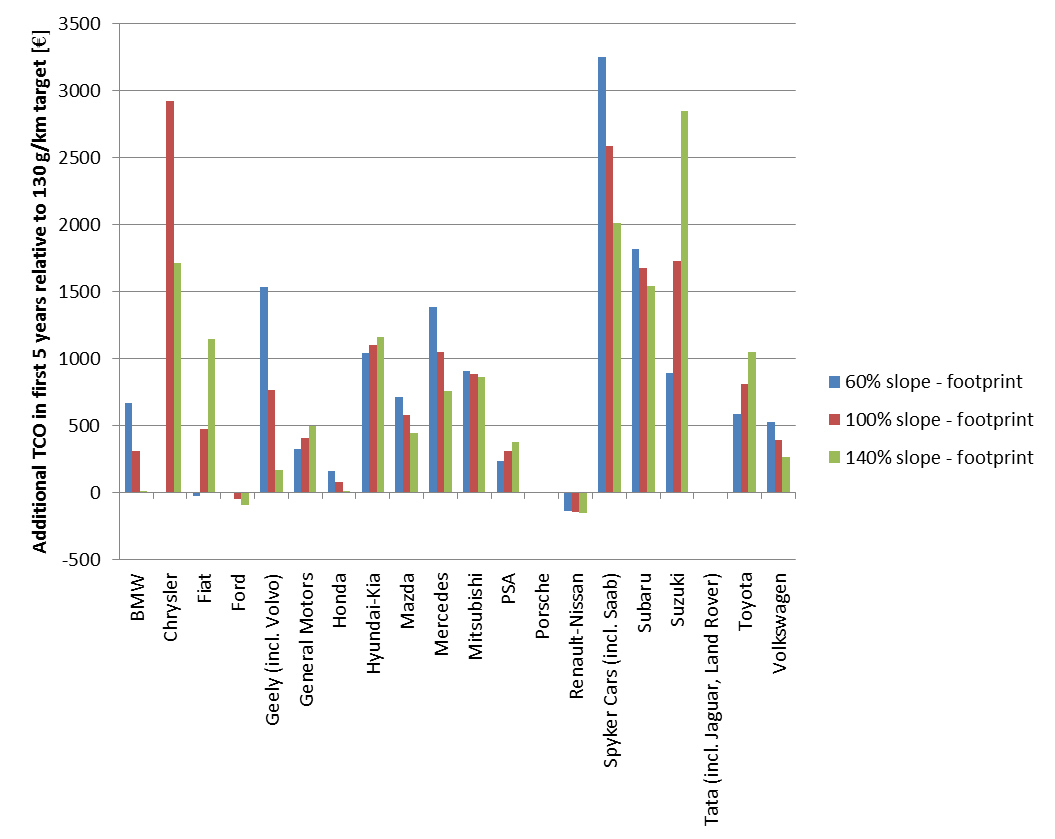 Additional TCO in first 5 years relative to 130 g/km target [€]
3500
3000
2500
2000
1500
1000
500
0
-500
BMW
Chrysler
Fiat
Ford
Geely (incl. Volvo)
General Motors
Honda
Hyundai-Kia
Mazda
Mercedes
Mitsubishi
PSA
Porsche
Renault-Nissan
Spyker Cars (incl. Saab)
Subaru
Suzuki
Tata (incl. Jaguar, Land Rover)
Toyota
Volkswagen
60% slope - footprint
100% slope - footprint
140% slope - footprint